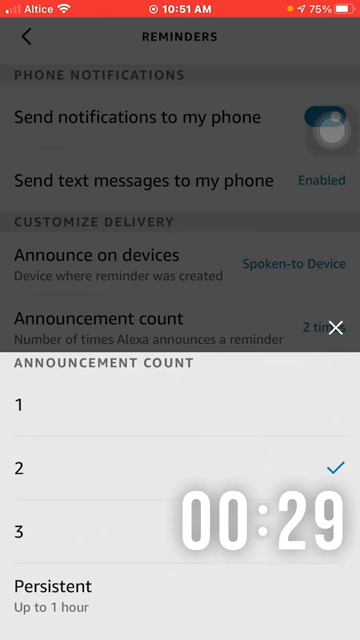 Altice 10:51 AM 75%
REMINDERS
PHONE NOTIFICATIONS
Send notifications to my phone
Send text messages to my phone Enabled
CUSTOMIZE DELIVERY
Announce on devices Spoken-to Device
Device where reminder was created
Announcement count 2 times
Number of times Alexa announces a reminder
ANNOUNCEMENT COUNT
1
2
3
00:29
Persistent
Up to 1 hour